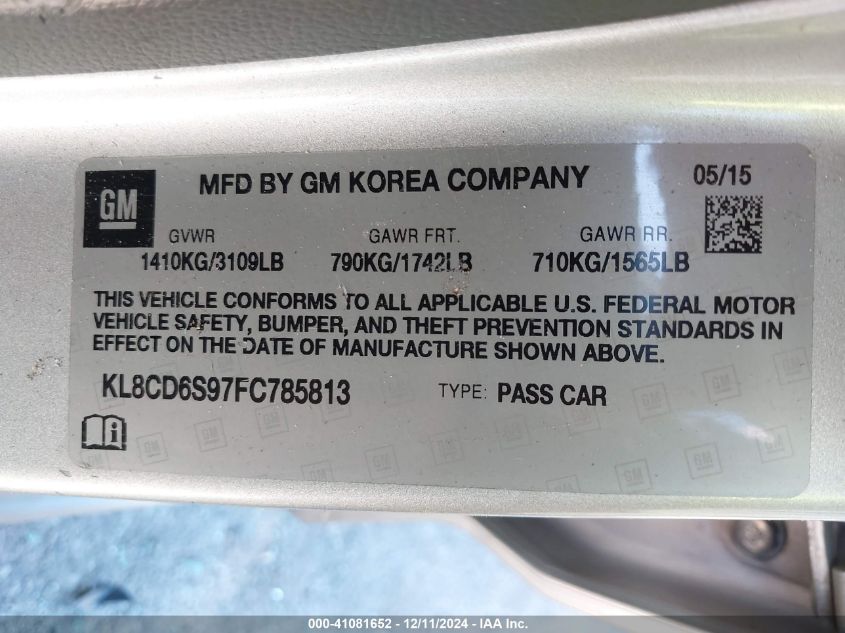 GM
MFD BY GM KOREA COMPANY
05/15
GVWR
GAWR FRT.
GAWR RR.
1410KG/3109LB
790KG/1742LB
710KG/1565LB
THIS VEHICLE CONFORMS TO ALL APPLICABLE U.S. FEDERAL MOTOR
VEHICLE SAFETY, BUMPER, AND THEFT PREVENTION STANDARDS IN
EFFECT ON THE DATE OF MANUFACTURE SHOWN ABOVE.
KL8CD6S97FC785813
TYPE: PASS CAR
000-41081652 - 12/11/2024 - IAA Inc.